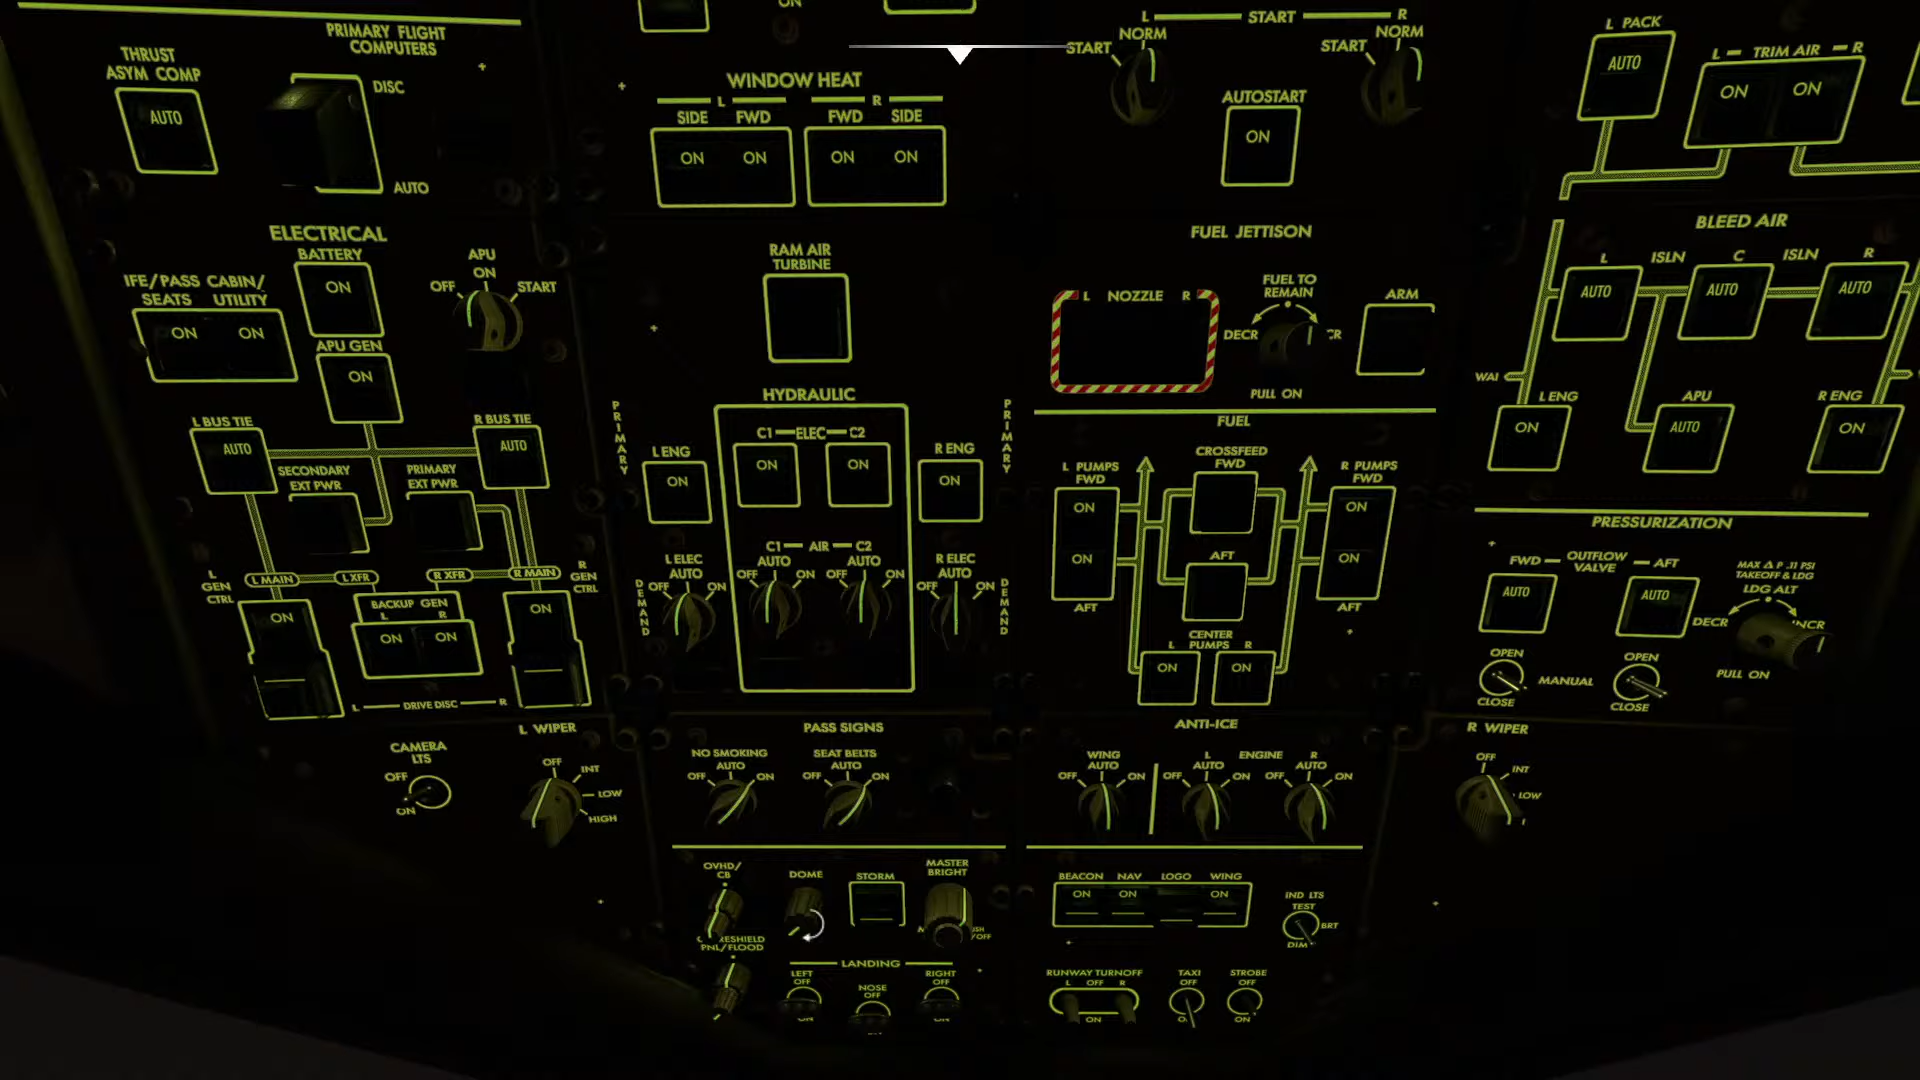 ON
THRUST
ASYM COMP
AUTO
PRIMARY FLIGHT
COMPUTERS
DISC
AUTO
ELECTRICAL
BATTERY
ON
APU
OFF ON START
IFE/PASS CABIN/
SEATS UTILITY
ON ON
APU GEN
ON
L BUS TIE
AUTO
R BUS TIE
AUTO
SECONDARY
EXT PWR
PRIMARY
EXT PWR
L
GEN
CTRL
L MAIN
L XFR
R XFR
R MAIN
R
GEN
CTRL
ON
BACKUP GEN
L R
ON ON
ON
L DRIVE DISC R
CAMERA
LTS
OFF
ON
L WIPER
OFF
INT
LOW
HIGH
WINDOW HEAT
L R
SIDE FWD FWD SIDE
ON ON ON ON
RAM AIR
TURBINE
HYDRAULIC
PRIMARY
PRIMARY
L ENG
ON
C1 ELEC C2
ON ON
R ENG
ON
DEMAND
L ELEC
OFF AUTO ON
C1 AIR C2
OFF AUTO ON
OFF AUTO ON
R ELEC
OFF AUTO ON
DEMAND
PASS SIGNS
NO SMOKING
OFF AUTO ON
SEAT BELTS
OFF AUTO ON
OVHD/
CB
DOME
STORM
MASTER
BRIGHT
PNL/FLOOD
LANDING
LEFT
OFF
ON
NOSE
OFF
ON
RIGHT
OFF
ON
L START R
START NORM
START NORM
AUTOSTART
ON
FUEL JETTISON
L NOZZLE R
FUEL TO
REMAIN
DECR
PULL ON
ARM
FUEL
L PUMPS
FWD
ON
ON
AFT
CROSSFEED
FWD
AFT
R PUMPS
FWD
ON
ON
AFT
CENTER
L PUMPS R
ON ON
ANTI-ICE
WING
OFF AUTO ON
L ENGINE R
OFF AUTO ON
OFF AUTO ON
BEACON NAV LOGO WING
ON ON ON
IND LTS
TEST
BRT
DIM
RUNWAY TURNOFF
L OFF R
ON
TAXI
OFF
STROBE
OFF
ON
L PACK
AUTO
L TRIM AIR R
ON ON
BLEED AIR
L ISLN C ISLN R
AUTO AUTO AUTO
WAI
L ENG
ON
APU
AUTO
R ENG
ON
PRESSURIZATION
FWD OUTFLOW AFT
VALVE
AUTO AUTO
MAX Δ P .11 PSI
TAKEOFF & LDG
LDG ALT
DECR INCR
PULL ON
OPEN
CLOSE
MANUAL
OPEN
CLOSE
R WIPER
OFF
INT
LOW